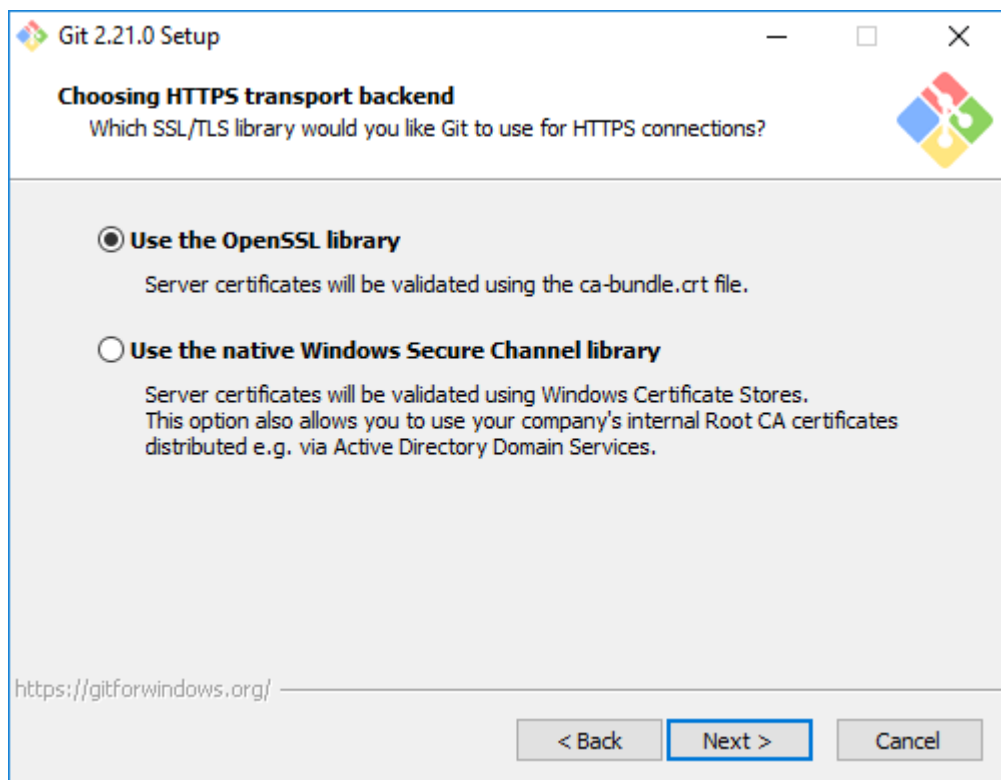 Git 2.21.0 Setup
Choosing HTTPS transport backend
Which SSL/TLS library would you like Git to use for HTTPS connections?
Use the OpenSSL library
Server certificates will be validated using the ca-bundle.crt file.
Use the native Windows Secure Channel library
Server certificates will be validated using Windows Certificate Stores.
This option also allows you to use your company's internal Root CA certificates
distributed e.g. via Active Directory Domain Services.
https://gitforwindows.org/
< Back
Next >
Cancel